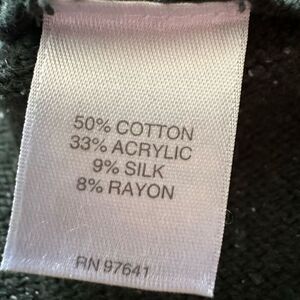 50% COTTON
33% ACRYLIC
9% SILK
8% RAYON
RN 97641